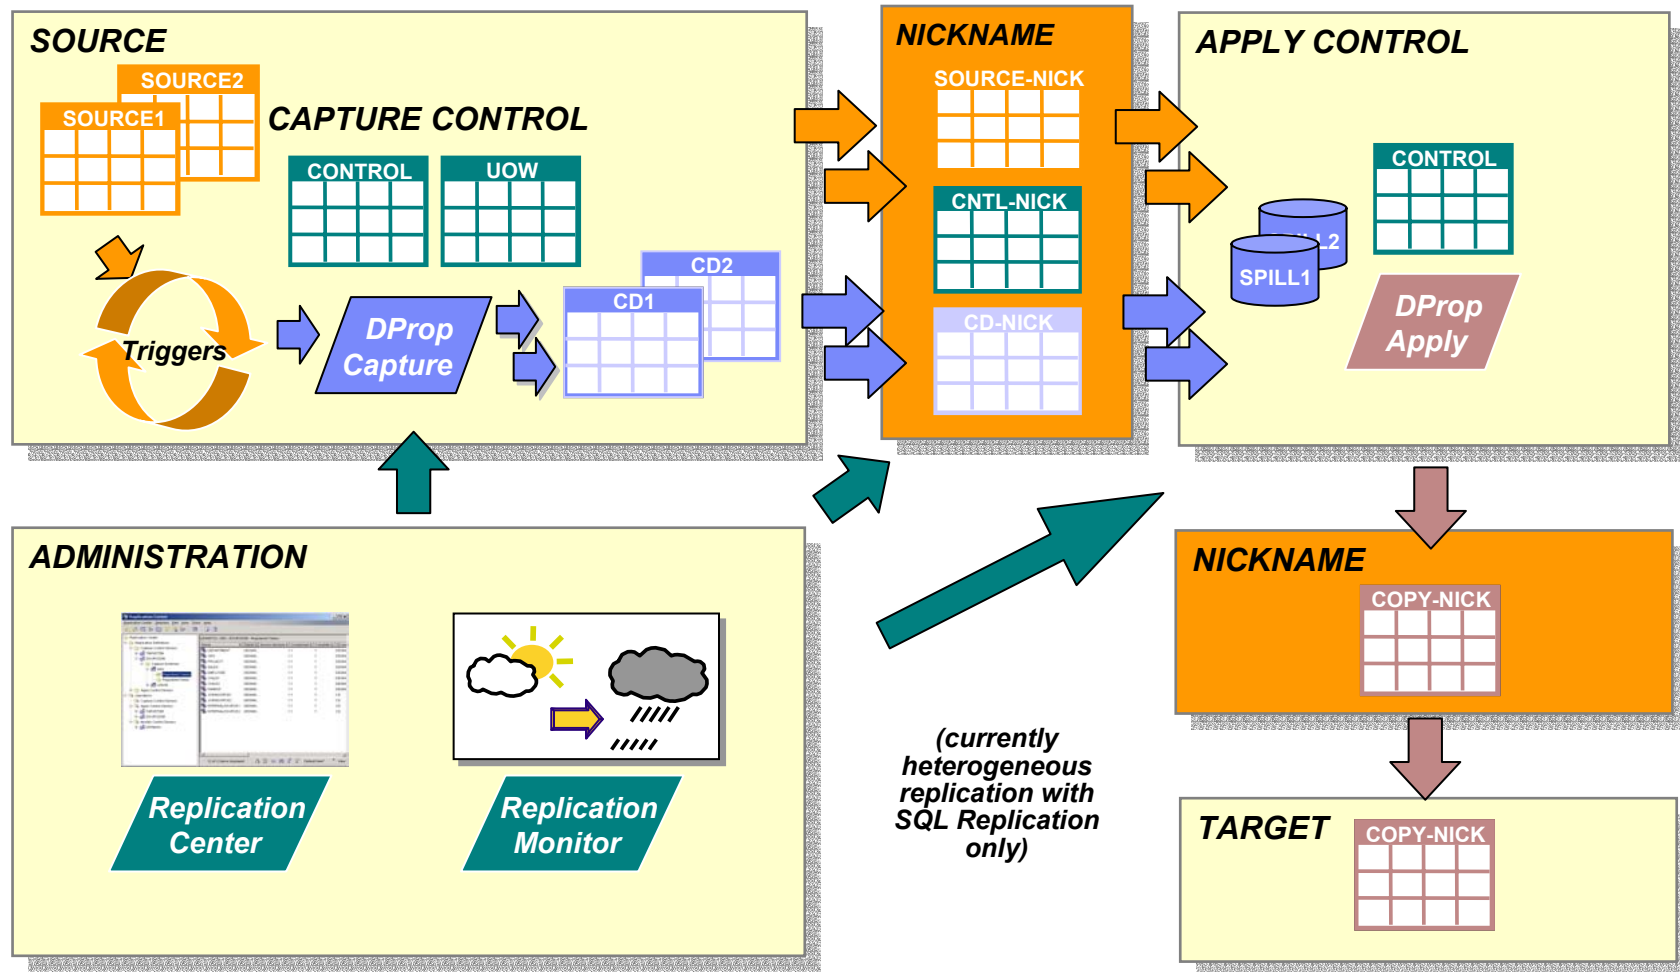 SOURCE
SOURCE2
SOURCE1
CAPTURE CONTROL
CONTROL
UOW
CD2
CD1
Triggers
DProp
Capture
NICKNAME
SOURCE-NICK
CNTL-NICK
CD-NICK
APPLY CONTROL
CONTROL
SPILL1
DProp
Apply
ADMINISTRATION
Replication
Center
Replication
Monitor
(currently
heterogeneous
replication with
SQL Replication
only)
NICKNAME
COPY-NICK
TARGET
COPY-NICK